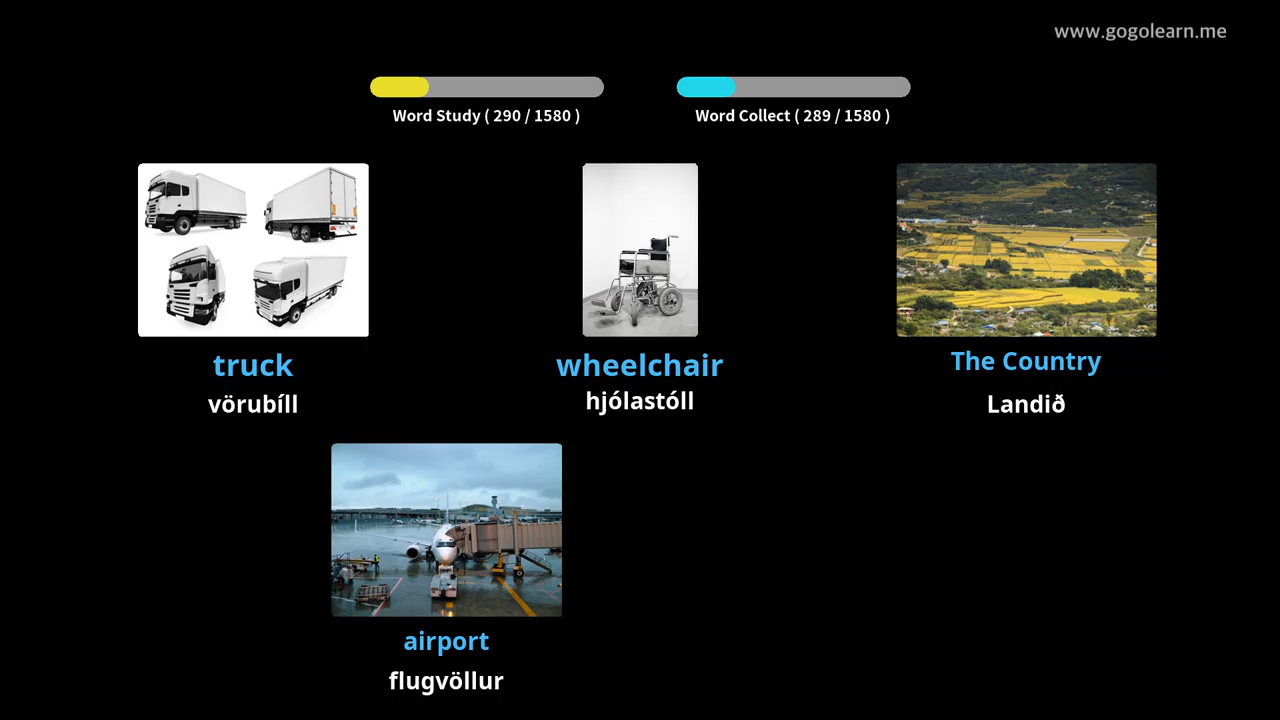 www.gogolearn.me
Word Study ( 290 / 1580 )
Word Collect ( 289 / 1580 )
truck
vörubíll
wheelchair
hjólastóll
The Country
Landið
airport
flugvöllur